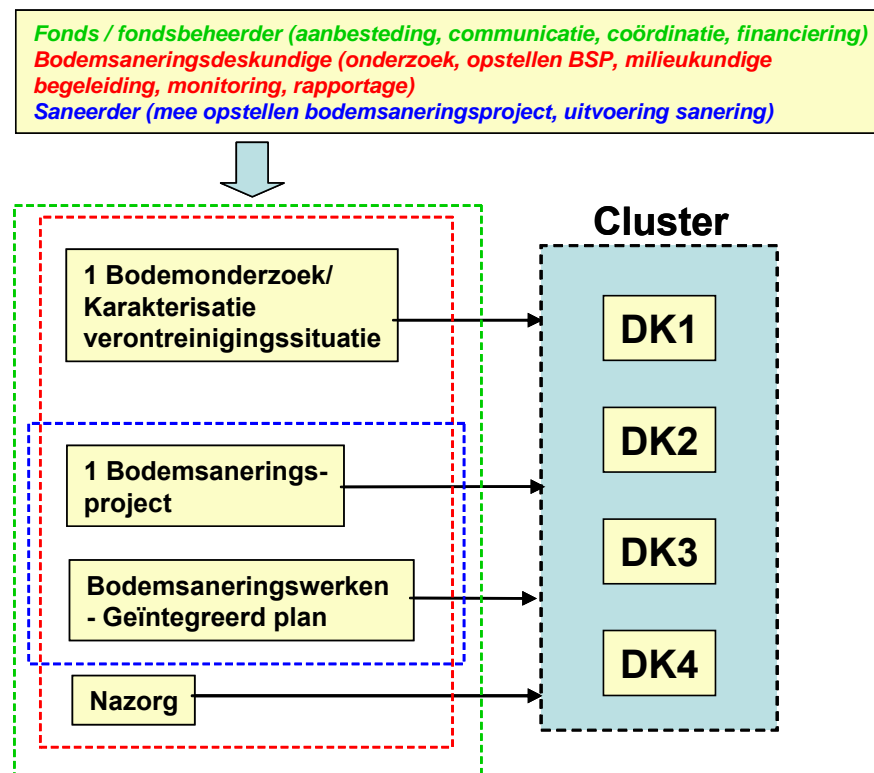 Fonds / fondsbeheerder (aanbesteding, communicatie, coördinatie, financiering)
Bodemsaneringsdeskundige (onderzoek, opstellen BSP, milieukundige
begeleiding, monitoring, rapportage)
Saneerder (mee opstellen bodemsaneringsproject, uitvoering sanering)
Cluster
1 Bodemonderzoek/
Karakterisatie
verontreinigingssituatie
1 Bodemsanerings-
project
Bodemsaneringswerken
- Geïntegreerd plan
Nazorg
DK1
DK2
DK3
DK4